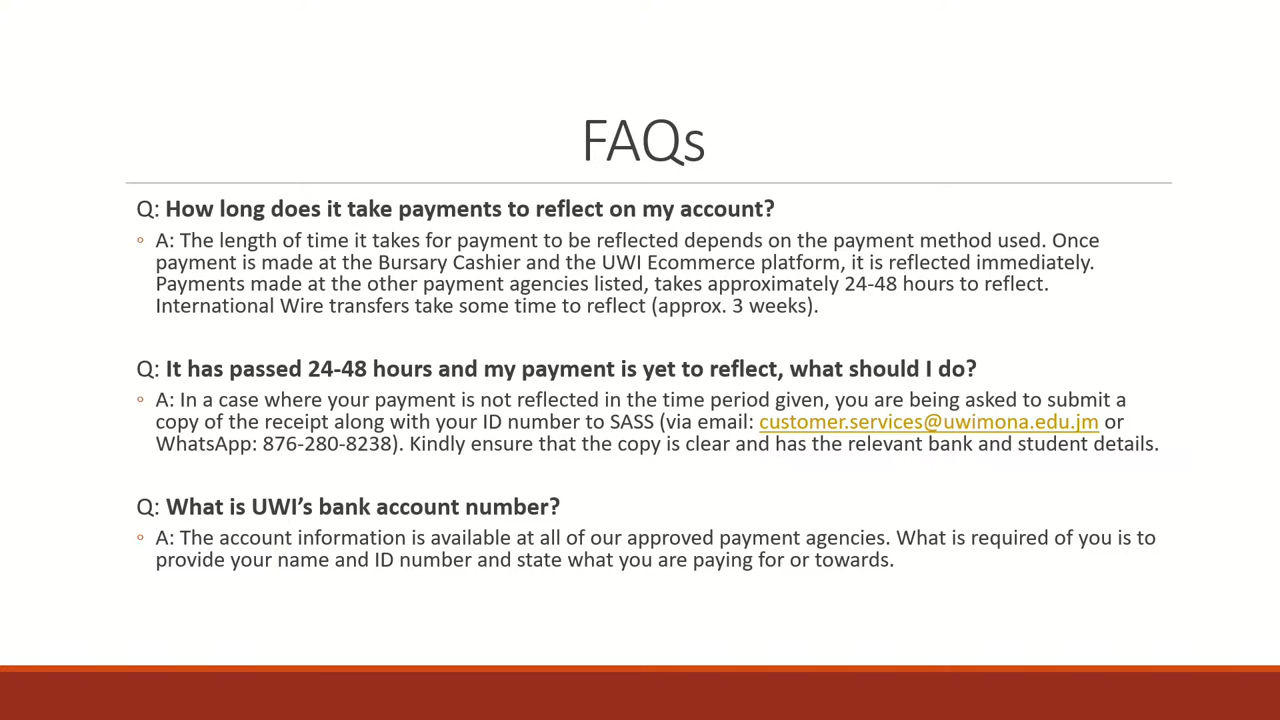 FAQs
Q: How long does it take payments to reflect on my account?
◦ A: The length of time it takes for payment to be reflected depends on the payment method used. Once
payment is made at the Bursary Cashier and the UWI Ecommerce platform, it is reflected immediately.
Payments made at the other payment agencies listed, takes approximately 24-48 hours to reflect.
International Wire transfers take some time to reflect (approx. 3 weeks).
Q: It has passed 24-48 hours and my payment is yet to reflect, what should I do?
◦ A: In a case where your payment is not reflected in the time period given, you are being asked to submit a
copy of the receipt along with your ID number to SASS (via email: customer.services@uwimona.edu.jm or
WhatsApp: 876-280-8238). Kindly ensure that the copy is clear and has the relevant bank and student details.
Q: What is UWI’s bank account number?
◦ A: The account information is available at all of our approved payment agencies. What is required of you is to
provide your name and ID number and state what you are paying for or towards.